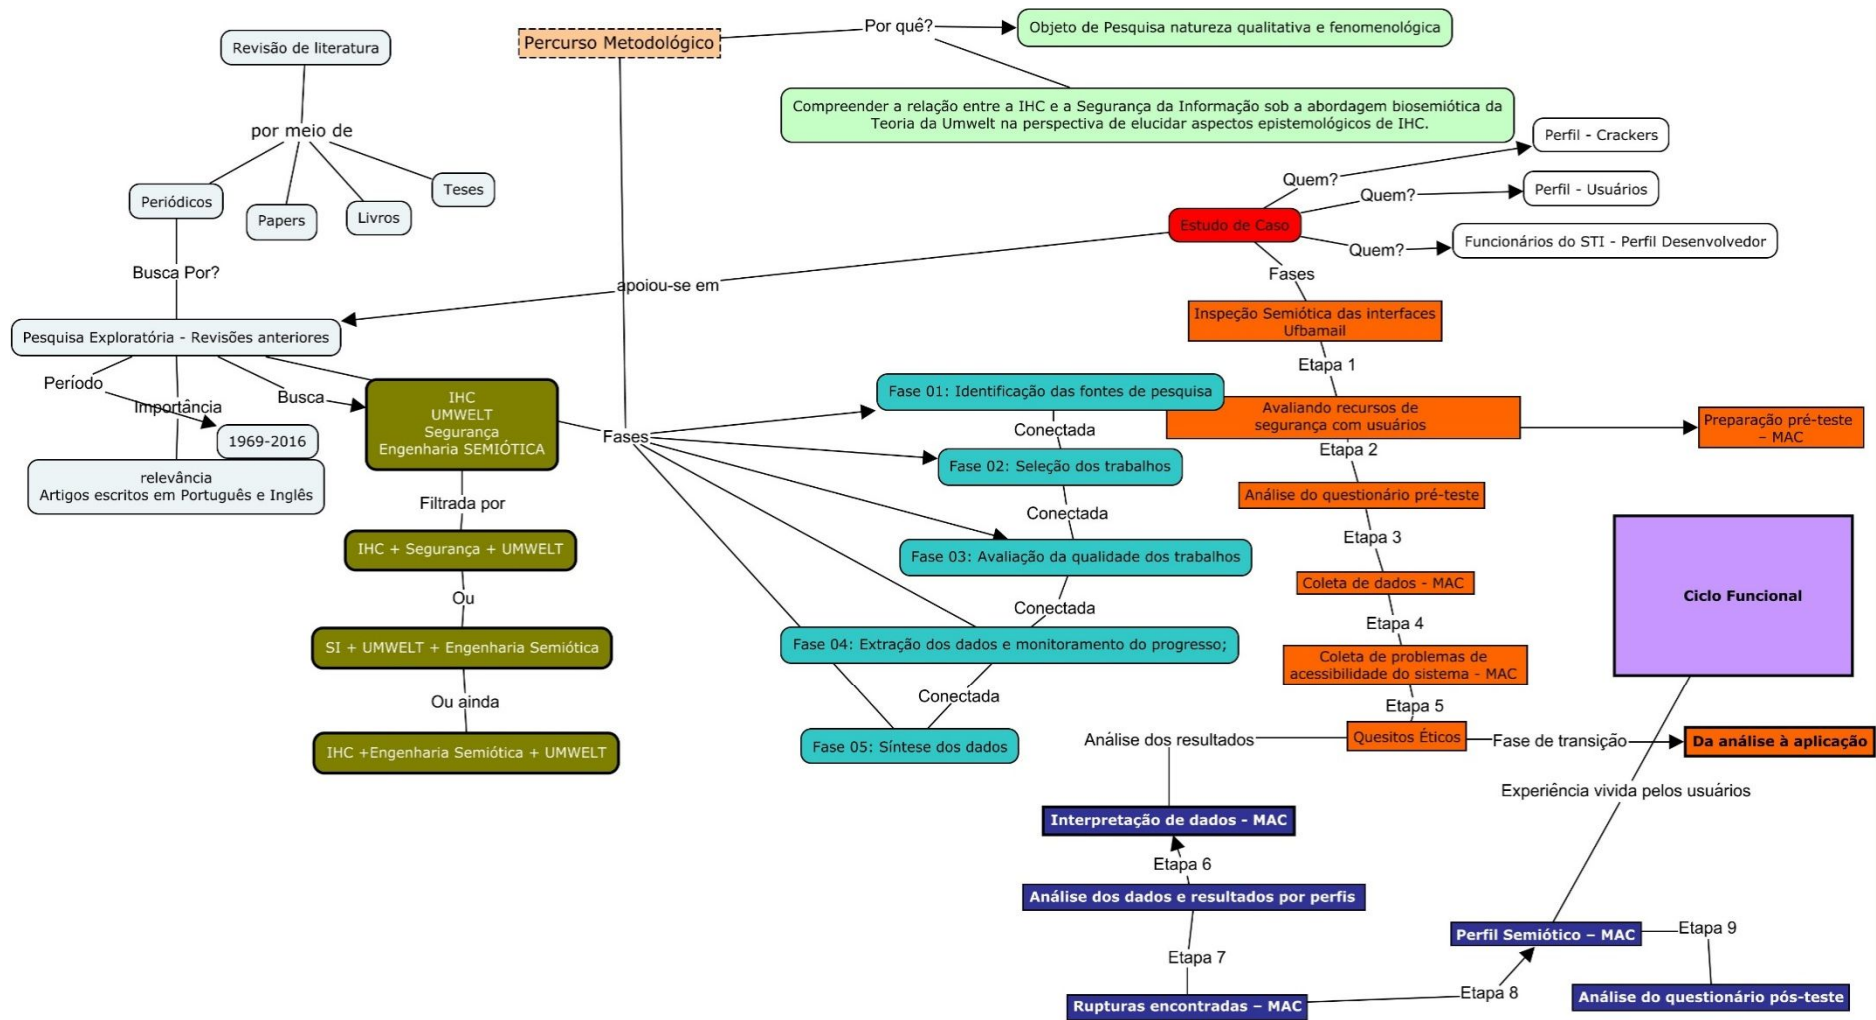 Percurso Metodológico
Por quê?
Objeto de Pesquisa natureza qualitativa e fenomenológica
Compreender a relação entre a IHC e a Segurança da Informação sob a abordagem biosemiótica da
Teoria da Umwelt na perspectiva de elucidar aspectos epistemológicos de IHC.
Revisão de literatura
por meio de
Periódicos
Papers
Livros
Teses
Busca Por?
Pesquisa Exploratória - Revisões anteriores
Período
Importância
Busca
1969-2016
relevância
Artigos escritos em Português e Inglês
IHC
UMWELT
Segurança
Engenharia SEMIÓTICA
Filtrada por
IHC + Segurança + UMWELT
Ou
SI + UMWELT + Engenharia Semiótica
Ou ainda
IHC +Engenharia Semiótica + UMWELT
Fases
Fase 01: Identificação das fontes de pesquisa
Conectada
Fase 02: Seleção dos trabalhos
Conectada
Fase 03: Avaliação da qualidade dos trabalhos
Conectada
Fase 04: Extração dos dados e monitoramento do progresso;
Conectada
Fase 05: Síntese dos dados
apoiou-se em
Estudo de Caso
Quem?
Perfil - Crackers
Quem?
Perfil - Usuários
Quem?
Funcionários do STI - Perfil Desenvolvedor
Fases
Inspeção Semiótica das interfaces
Ufbamail
Etapa 1
Avaliando recursos de
segurança com usuários
Preparação pré-teste
– MAC
Etapa 2
Análise do questionário pré-teste
Etapa 3
Coleta de dados - MAC
Etapa 4
Coleta de problemas de
acessibilidade do sistema - MAC
Etapa 5
Quesitos Éticos
Fase de transição
Da análise à aplicação
Análise dos resultados
Interpretação de dados - MAC
Etapa 6
Análise dos dados e resultados por perfis
Etapa 7
Rupturas encontradas – MAC
Etapa 8
Perfil Semiótico – MAC
Etapa 9
Análise do questionário pós-teste
Experiência vivida pelos usuários
Ciclo Funcional